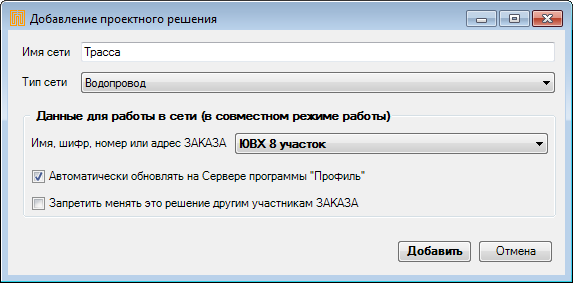 Добавление проектного решения
Имя сети Трасса
Тип сети Водопровод
Данные для работы в сети (в совместном режиме работы)
Имя, шифр, номер или адрес ЗАКАЗА ЮВХ 8 участок
Автоматически обновлять на Сервере программы "Профиль"
Запретить менять это решение другим участникам ЗАКАЗА
Добавить Отмена